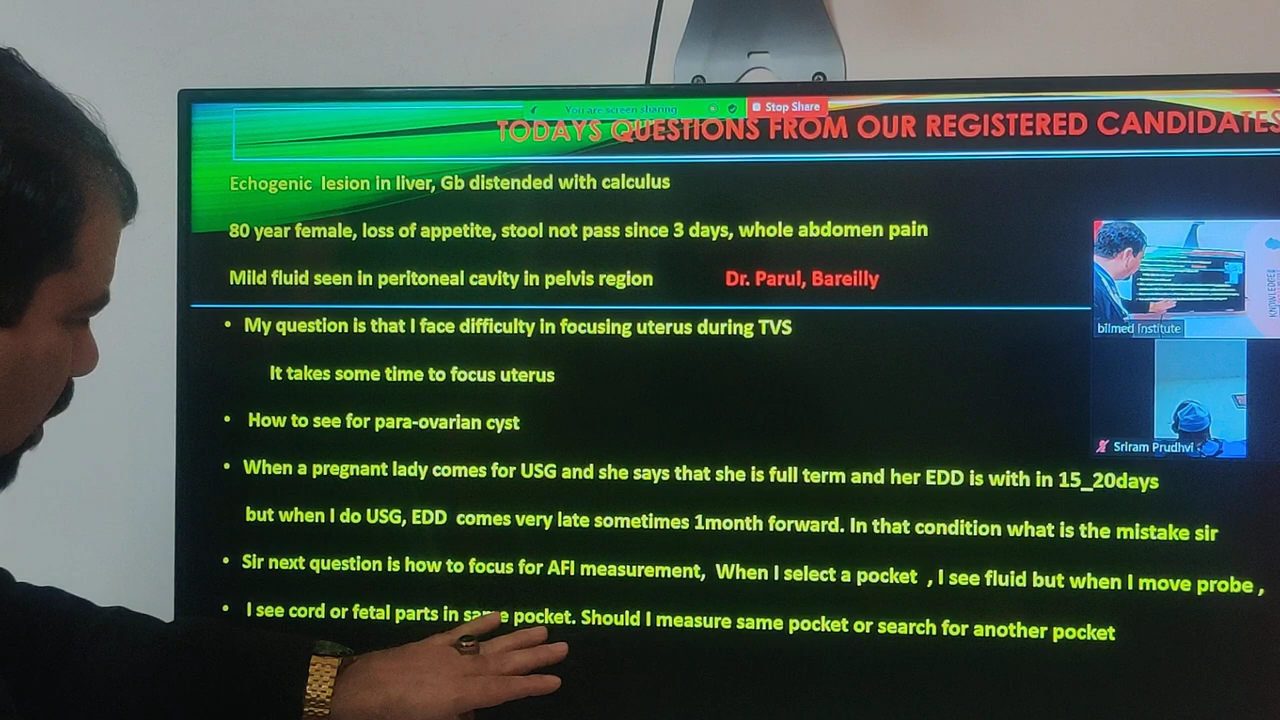 You are screen sharing
Stop Share
TODAYS QUESTIONS FROM OUR REGISTERED CANDIDATES
Echogenic lesion in liver, Gb distended with calculus
80 year female, loss of appetite, stool not pass since 3 days, whole abdomen pain
Mild fluid seen in peritoneal cavity in pelvis region Dr. Parul, Bareilly
• My question is that I face difficulty in focusing uterus during TVS
It takes some time to focus uterus
• How to see for para-ovarian cyst
• When a pregnant lady comes for USG and she says that she is full term and her EDD is with in 15_20days
but when I do USG, EDD comes very late sometimes 1month forward. In that condition what is the mistake sir
• Sir next question is how to focus for AFI measurement, When I select a pocket , I see fluid but when I move probe ,
• I see cord or fetal parts in same pocket. Should I measure same pocket or search for another pocket
KNOWLEDGE
bilmed Institute
Sriram Prudhvi